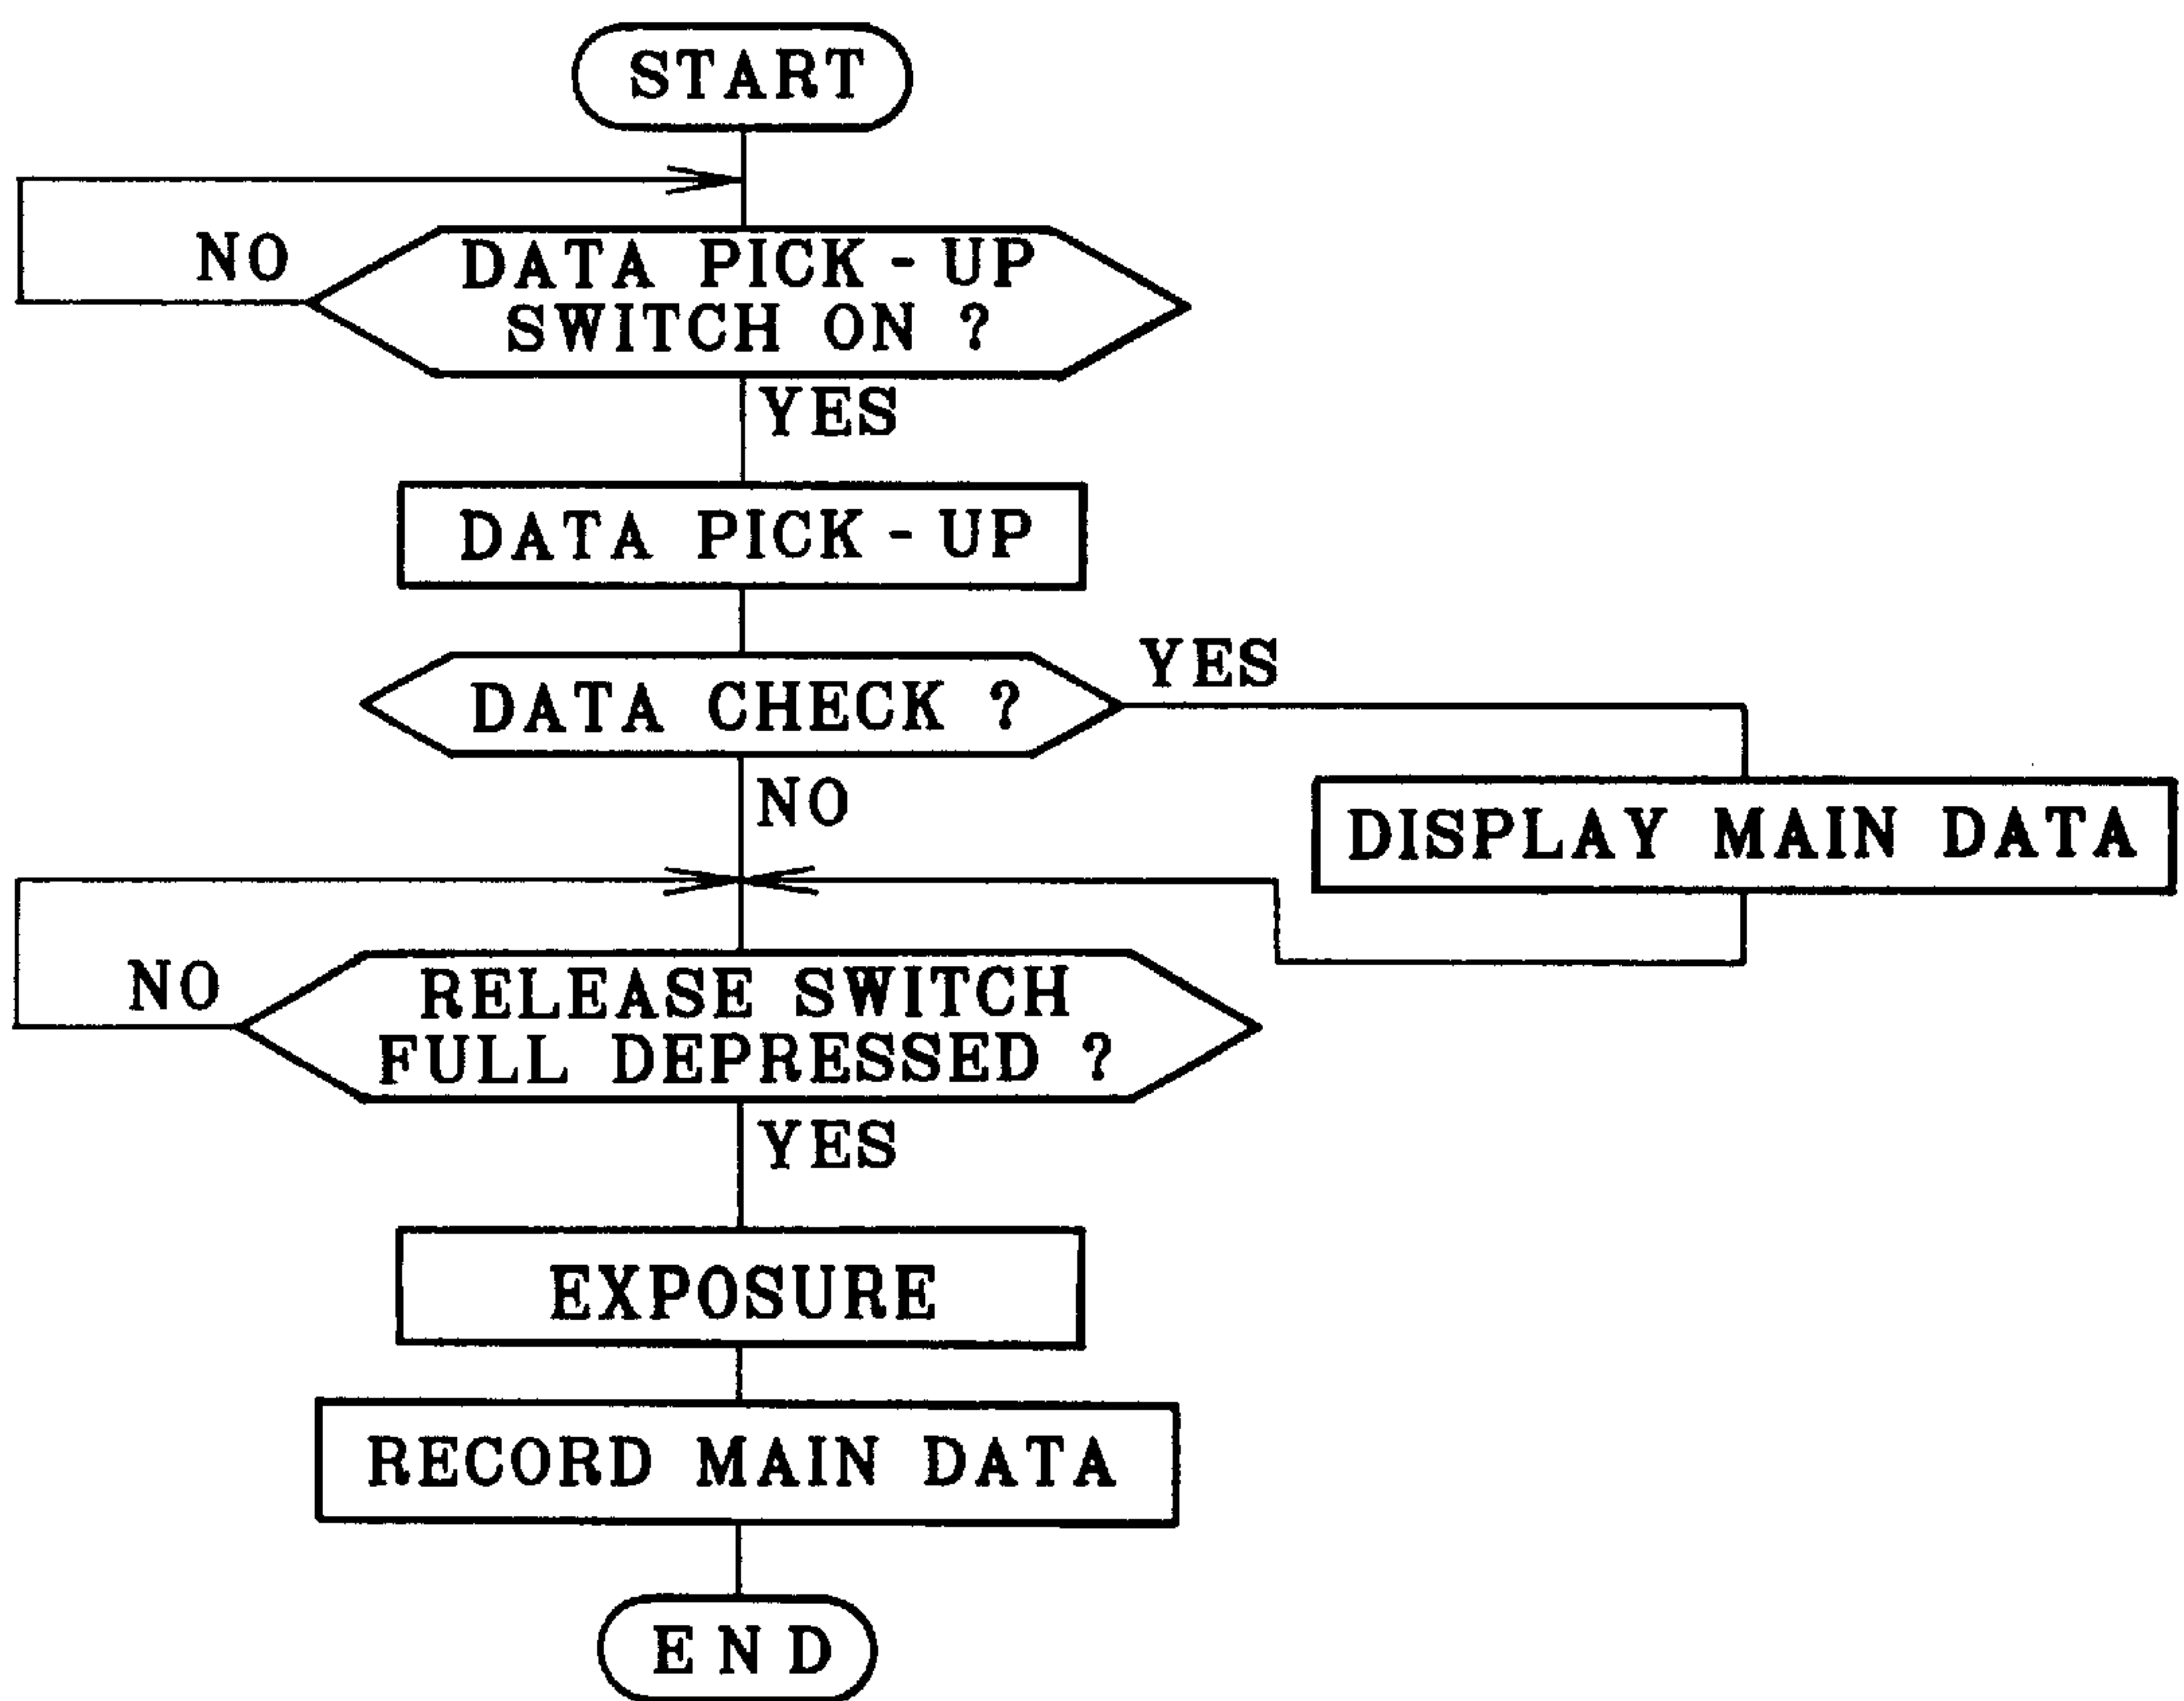 START
NO
DATA PICK-UP
SWITCH ON ?
YES
DATA PICK-UP
YES
DATA CHECK ?
NO
DISPLAY MAIN DATA
NO
RELEASE SWITCH
FULL DEPRESSED ?
YES
EXPOSURE
RECORD MAIN DATA
END